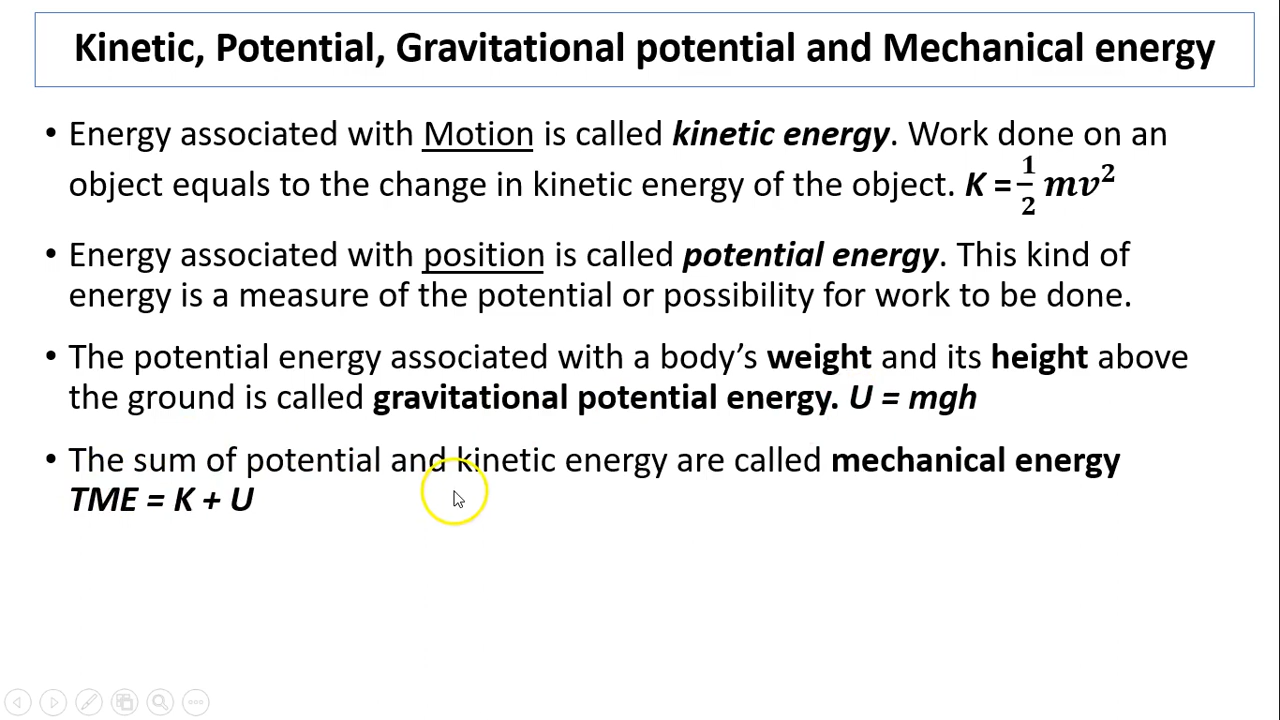 Kinetic, Potential, Gravitational potential and Mechanical energy
• Energy associated with Motion is called kinetic energy. Work done on an
object equals to the change in kinetic energy of the object. K = 1/2 mv²
• Energy associated with position is called potential energy. This kind of
energy is a measure of the potential or possibility for work to be done.
• The potential energy associated with a body’s weight and its height above
the ground is called gravitational potential energy. U = mgh
• The sum of potential and kinetic energy are called mechanical energy
TME = K + U